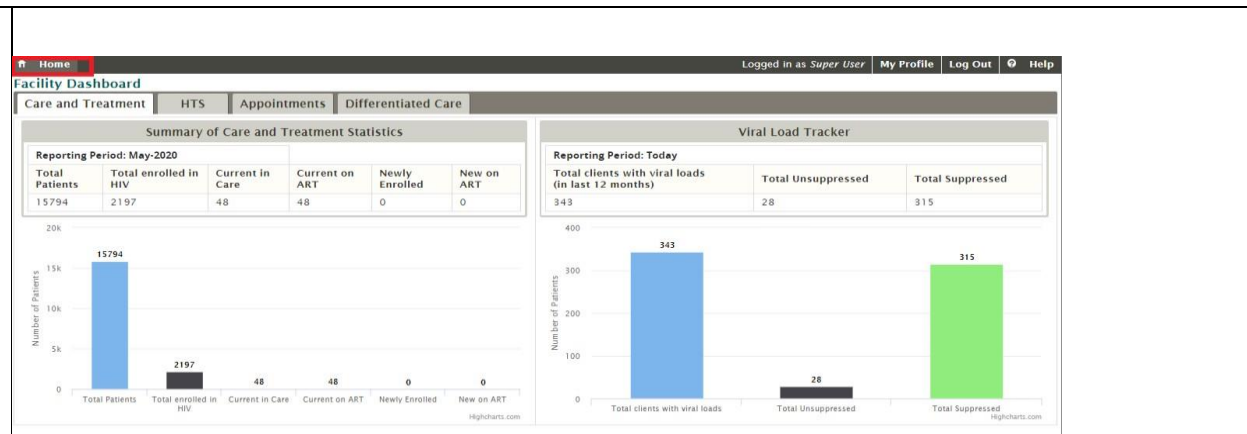 Home Logged in as Super User My Profile Log Out ? Help
Facility Dashboard
Care and Treatment HTS Appointments Differentiated Care
Summary of Care and Treatment Statistics
Reporting Period: May-2020
Total Patients Total enrolled in HIV Current in Care Current on ART Newly Enrolled New on ART
15794 2197 48 48 0 0
20k
15k
10k
5k
0
Number of Patients
15794
2197
48
48
0
0
Total Patients
Total enrolled in HIV
Current in Care
Current on ART
Newly Enrolled
New on ART
Highcharts.com
Viral Load Tracker
Reporting Period: Today
Total clients with viral loads (in last 12 months) Total Unsuppressed Total Suppressed
343 28 315
400
300
200
100
0
Number of Patients
343
28
315
Total clients with viral loads
Total Unsuppressed
Total Suppressed
Highcharts.com